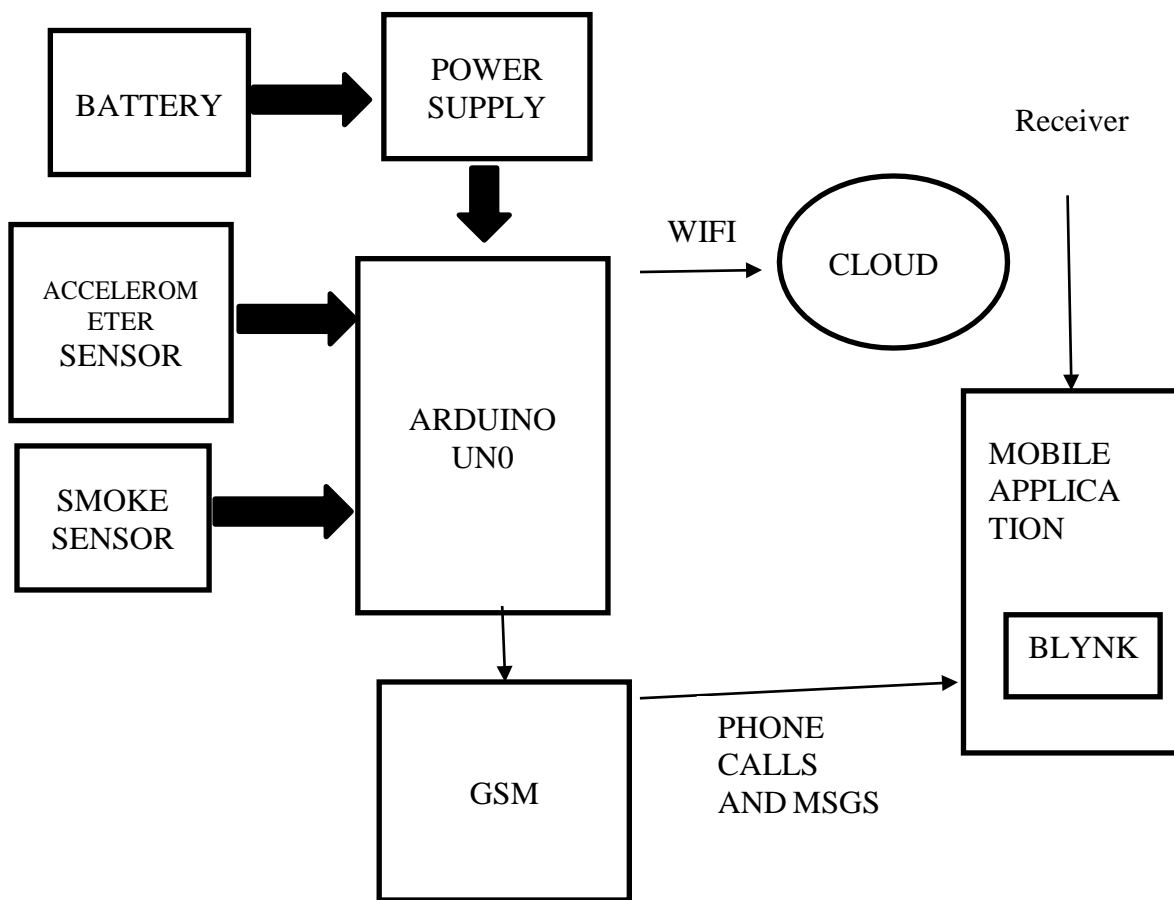 BATTERY
POWER
SUPPLY
Receiver
WIFI
CLOUD
ACCELEROM
ETER
SENSOR
ARDUINO
UN0
SMOKE
SENSOR
MOBILE
APPLICA
TION
BLYNK
GSM
PHONE
CALLS
AND MSGS